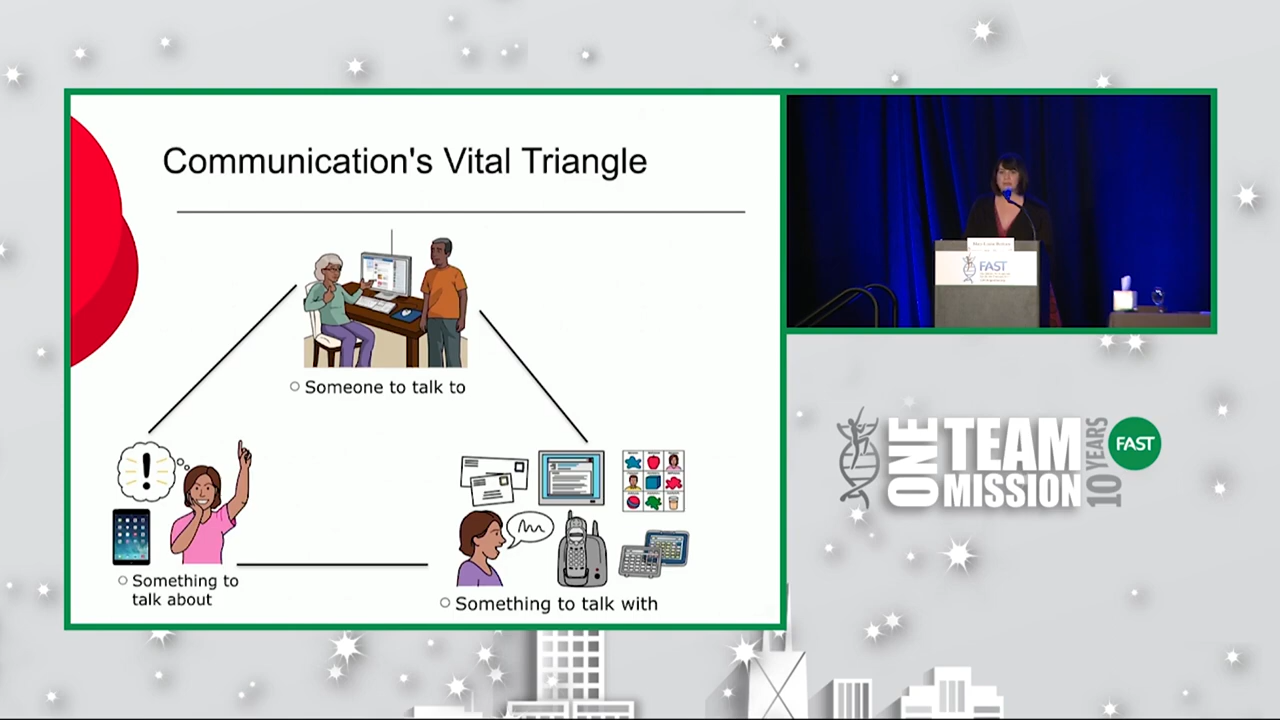 Communication's Vital Triangle
Someone to talk to
Something to
talk about
Something to talk with
FAST
ONE
TEAM
MISSION
10 YEARS
FAST